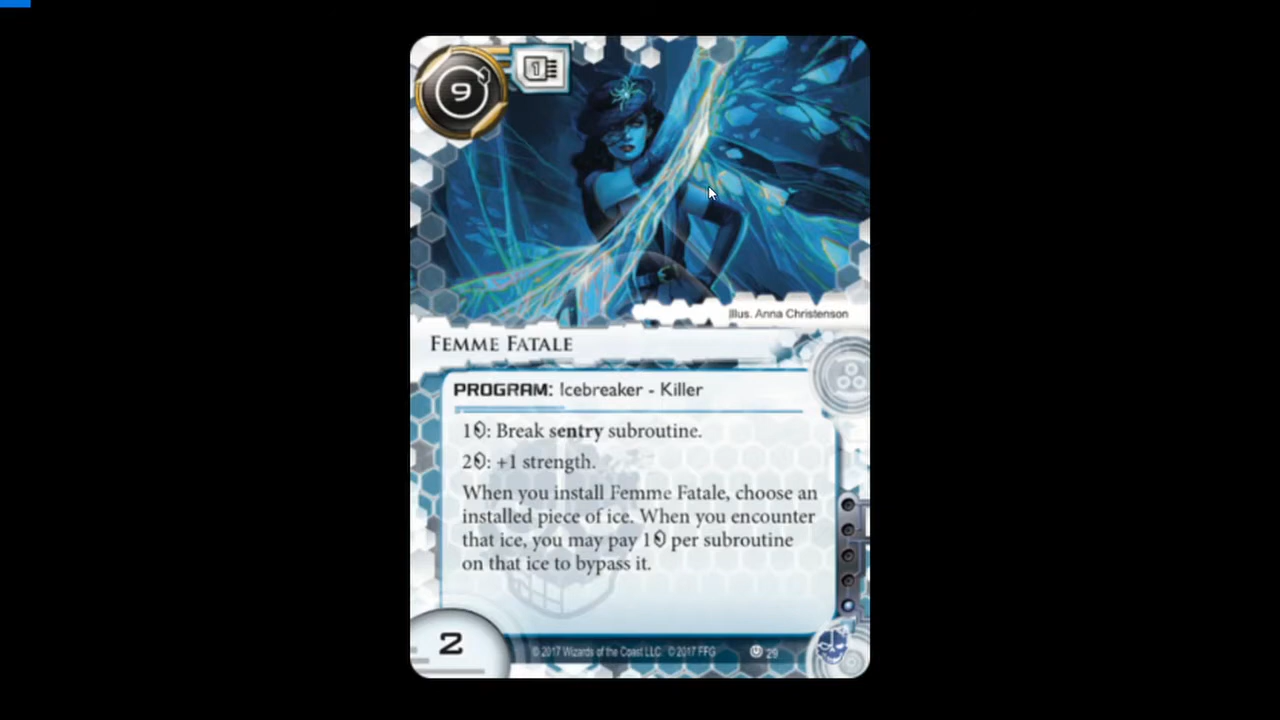 9
1
Illus. Anna Christenson
FEMME FATALE
PROGRAM: Icebreaker - Killer
1: Break sentry subroutine.
2: +1 strength.
When you install Femme Fatale, choose an
installed piece of ice. When you encounter
that ice, you may pay 1 per subroutine
on that ice to bypass it.
2
© 2017 Wizards of the Coast LLC. © 2017 FFG
29